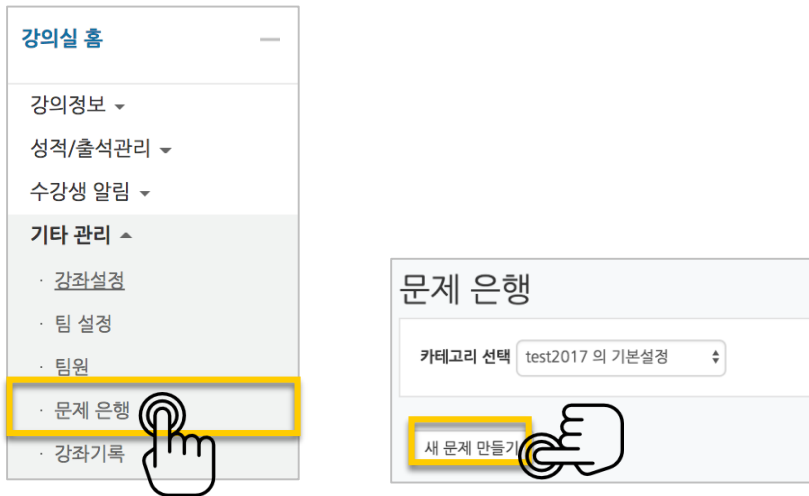 강의실 홈
강의정보
성적/출석관리
수강생 알림
기타 관리
· 강좌설정
· 팀 설정
· 팀원
· 문제 은행
· 강좌기록
문제 은행
카테고리 선택 test2017 의 기본설정
새 문제 만들기